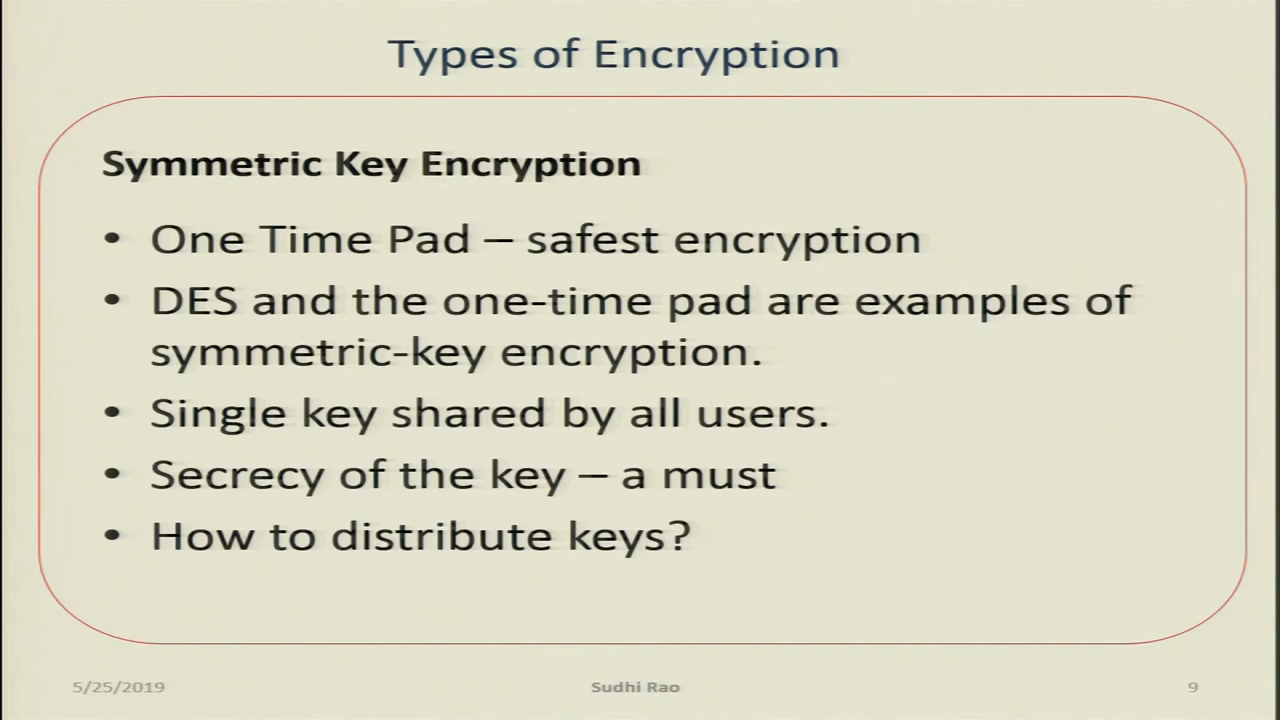 Types of Encryption
Symmetric Key Encryption
• One Time Pad – safest encryption
• DES and the one-time pad are examples of
symmetric-key encryption.
• Single key shared by all users.
• Secrecy of the key – a must
• How to distribute keys?
5/25/2019 Sudhi Rao 9